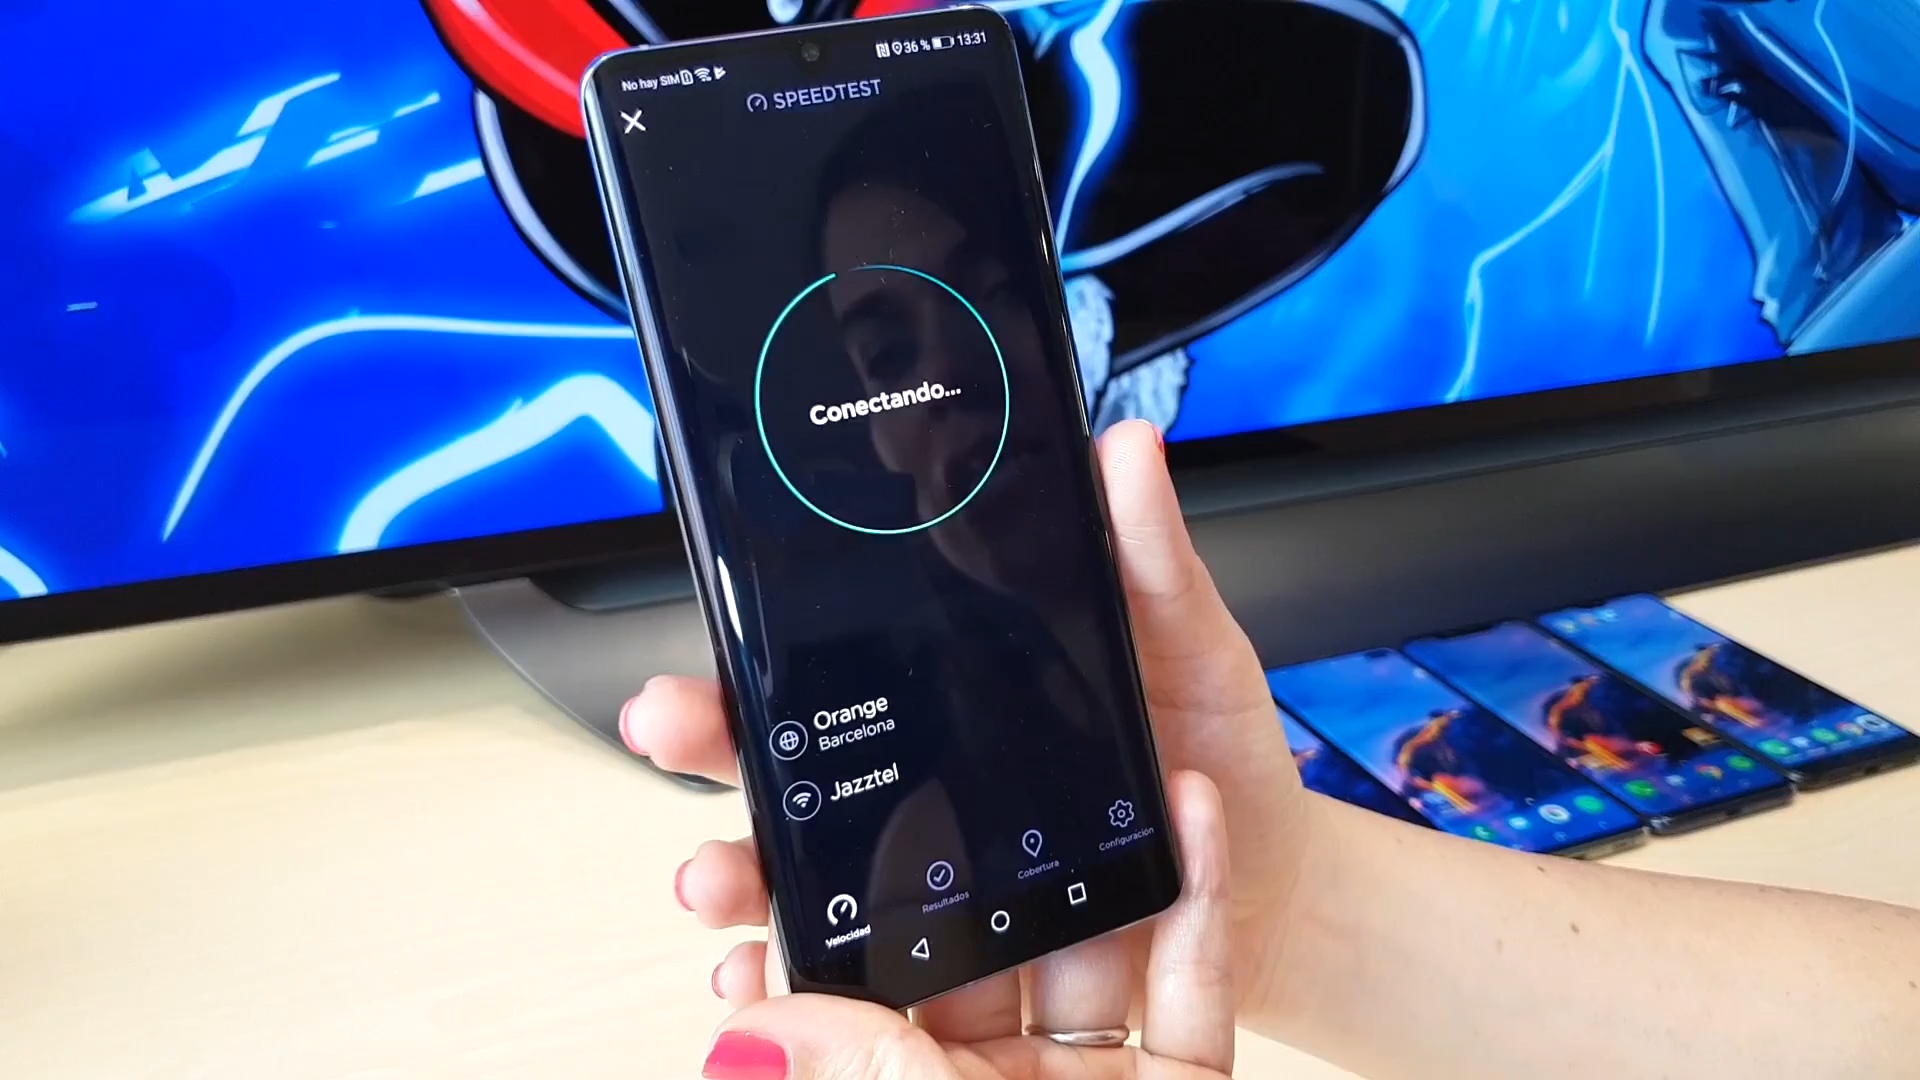 No hay SIM 36 % 13:31
SPEEDTEST
Conectando...
Orange
Barcelona
Jazztel
Velocidad
Resultados
Cobertura
Configuración